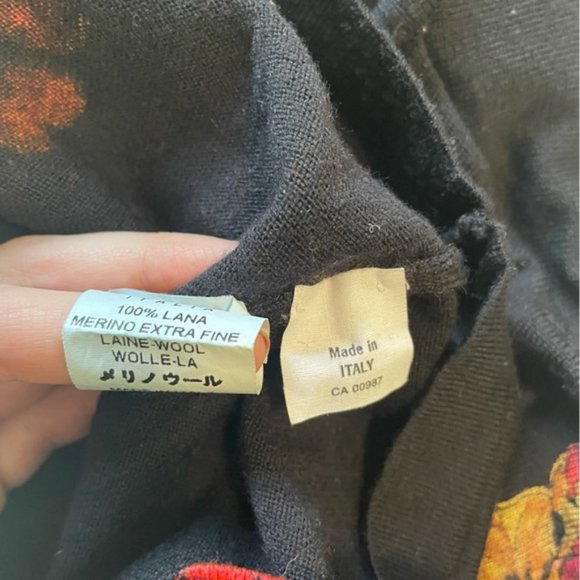 ITALIA
100% LANA
MERINO EXTRA FINE
LAINE-WOOL
WOLLE-LA
メリノウール
Made in
ITALY
CA 00987